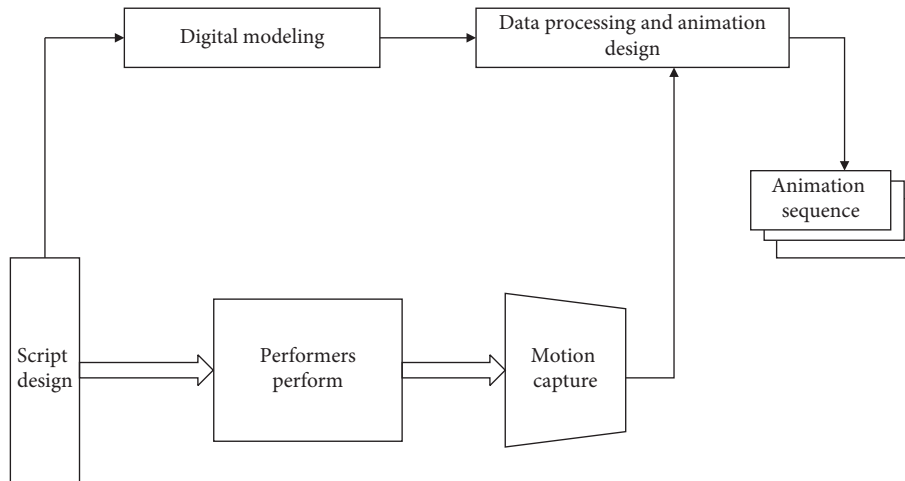 Digital modeling
Data processing and animation
design
Animation
sequence
Script
design
Performers
perform
Motion
capture